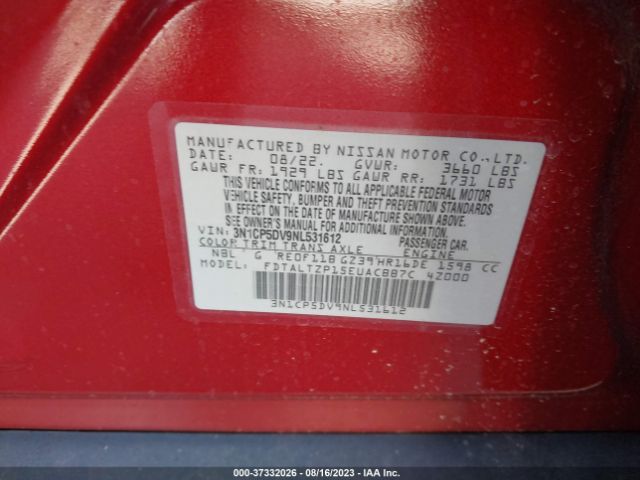 MANUFACTURED BY NISSAN MOTOR CO.,LTD.
DATE: 08/22. GVWR: 3660 LBS
GAWR FR: 1929 LBS GAWR RR: 1731 LBS
THIS VEHICLE CONFORMS TO ALL APPLICABLE FEDERAL MOTOR
VEHICLE SAFETY, BUMPER AND THEFT PREVENTION STANDARDS
IN EFFECT ON THE DATE OF MANUFACTURE SHOWN ABOVE.
SEE OWNER'S MANUAL FOR ADDITIONAL INFORMATION.
VIN: 3N1CP5DV9NL531612 PASSENGER CAR.
COLOR TRIM TRANS AXLE ENGINE
NBL G RE0F11B GZ39 HR16DE 1598 CC
MODEL: FDTALTZP15EUACBB7C 4Z000
3N1CP5DV9NL531612
000-37332026 - 08/16/2023 - IAA Inc.